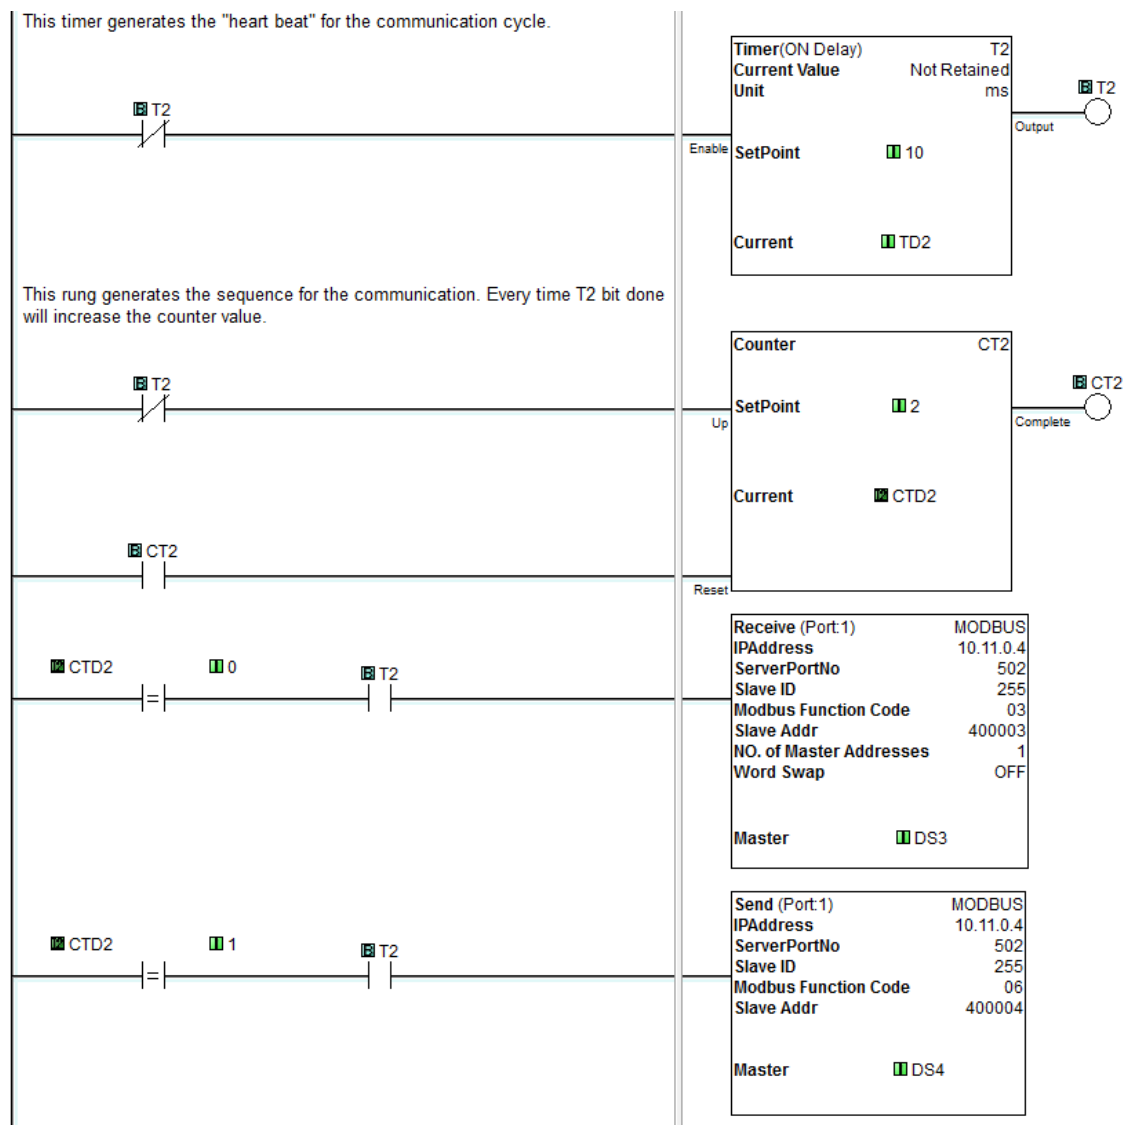 This timer generates the "heart beat" for the communication cycle.
Timer(ON Delay) T2
Current Value Not Retained
Unit ms
B T2
B T2
Output
Enable
SetPoint 10
Current TD2
This rung generates the sequence for the communication. Every time T2 bit done
will increase the counter value.
Counter CT2
B T2
B CT2
SetPoint 2
Up
Complete
Current CTD2
B CT2
Reset
Receive (Port:1) MODBUS
IPAddress 10.11.0.4
ServerPortNo 502
Slave ID 255
Modbus Function Code 03
Slave Addr 400003
NO. of Master Addresses 1
Word Swap OFF
I2 CTD2 I 0 B T2
=
Master I DS3
Send (Port:1) MODBUS
IPAddress 10.11.0.4
ServerPortNo 502
Slave ID 255
Modbus Function Code 06
Slave Addr 400004
I2 CTD2 I 1 B T2
=
Master I DS4